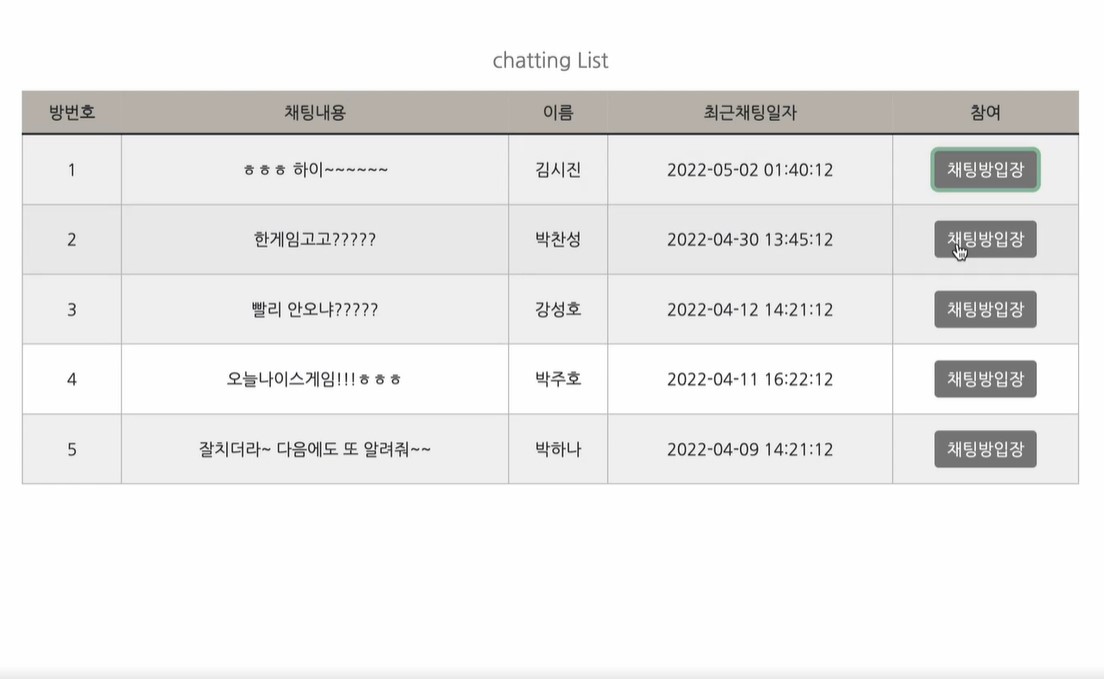 chatting List
방번호 채팅내용 이름 최근채팅일자 참여
1 ㅎㅎㅎ 하이~~~~~~ 김시진 2022-05-02 01:40:12 채팅방입장
2 한게임고고????? 박찬성 2022-04-30 13:45:12 채팅방입장
3 빨리 안오냐????? 강성호 2022-04-12 14:21:12 채팅방입장
4 오늘나이스게임!!!ㅎㅎㅎ 박주호 2022-04-11 16:22:12 채팅방입장
5 잘치더라~ 다음에도 또 알려줘~~ 박하나 2022-04-09 14:21:12 채팅방입장